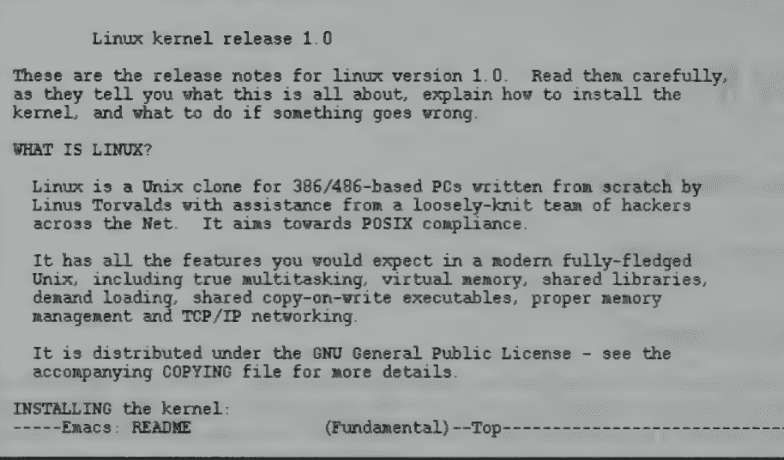 Linux kernel release 1.0
These are the release notes for linux version 1.0. Read them carefully,
as they tell you what this is all about, explain how to install the
kernel, and what to do if something goes wrong.
WHAT IS LINUX?
Linux is a Unix clone for 386/486-based PCs written from scratch by
Linus Torvalds with assistance from a loosely-knit team of hackers
across the Net. It aims towards POSIX compliance.
It has all the features you would expect in a modern fully-fledged
Unix, including true multitasking, virtual memory, shared libraries,
demand loading, shared copy-on-write executables, proper memory
management and TCP/IP networking.
It is distributed under the GNU General Public License - see the
accompanying COPYING file for more details.
INSTALLING the kernel:
-----Emacs: README (Fundamental)--Top-----------------------------